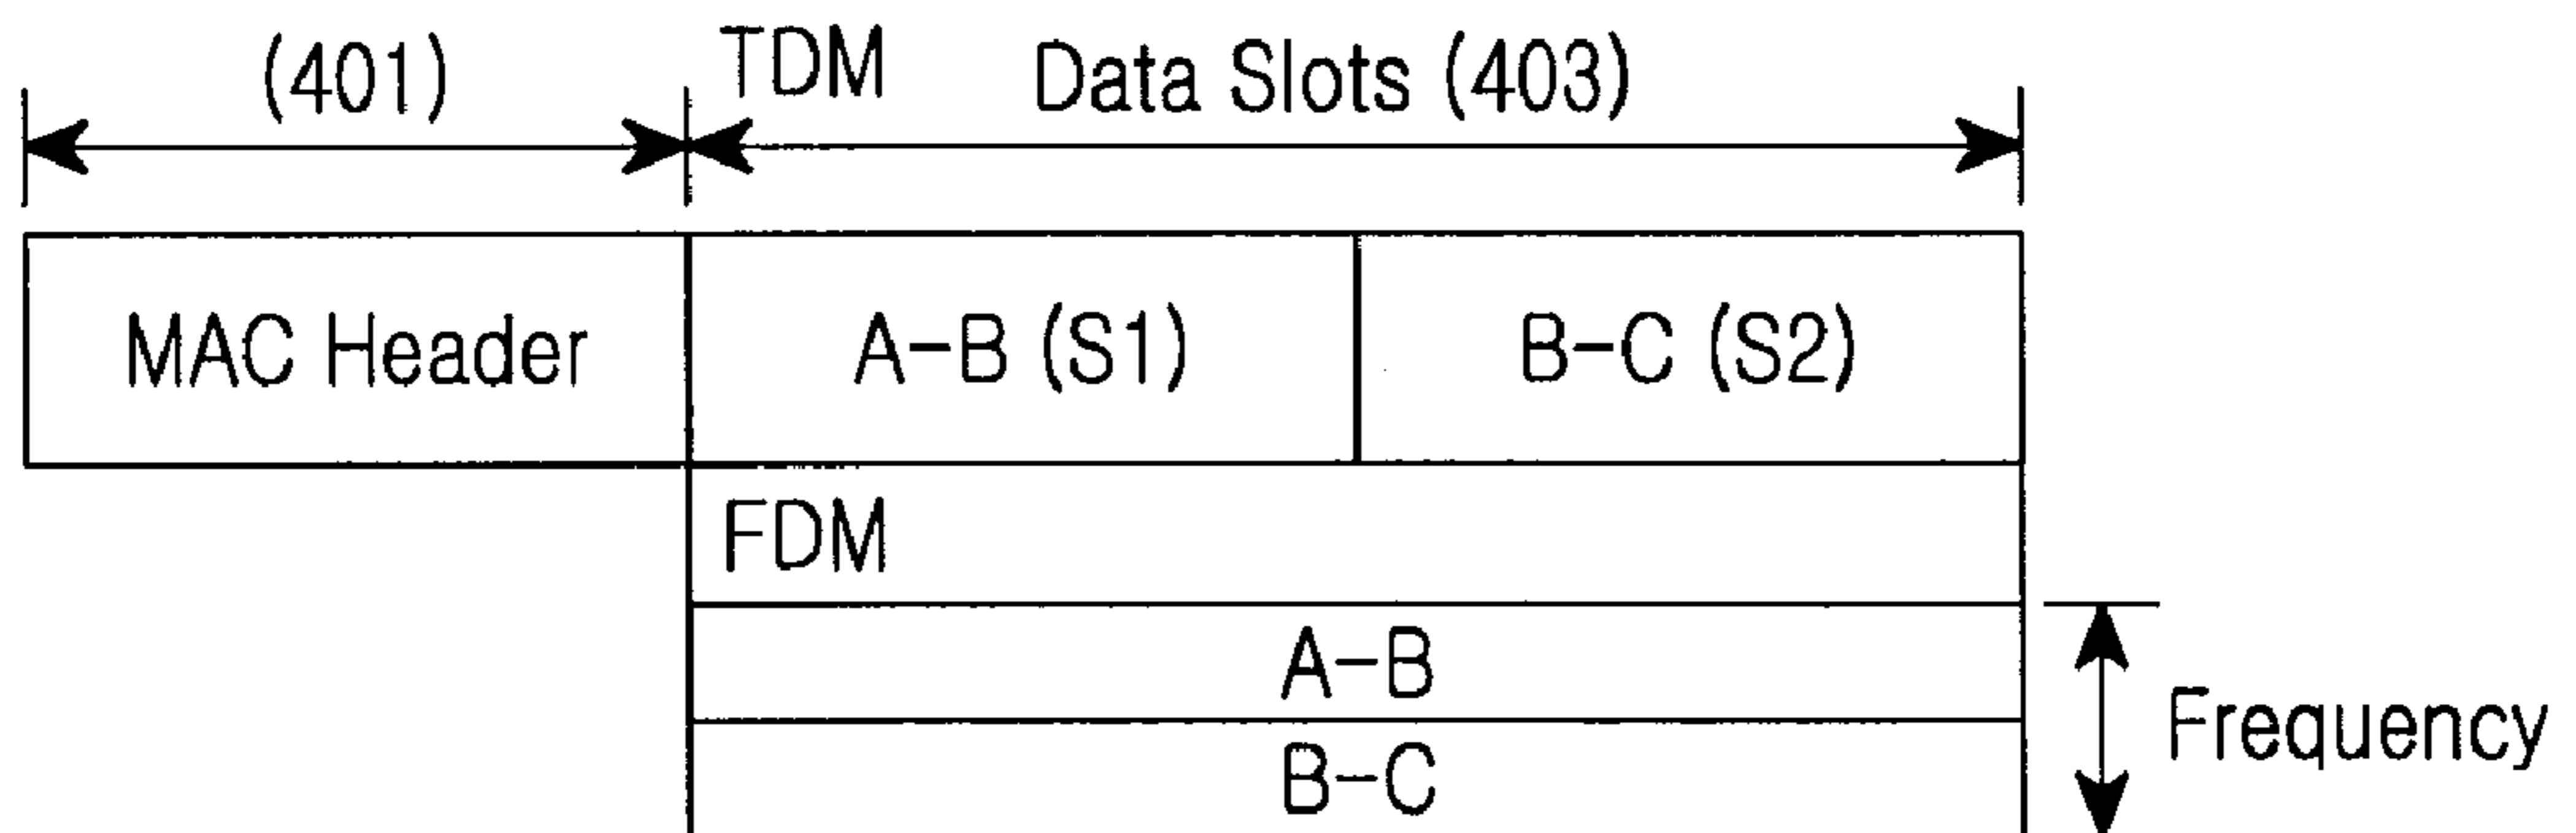 (401) TDM Data Slots (403)
MAC Header A-B (S1) B-C (S2)
FDM
A-B
Frequency
B-C